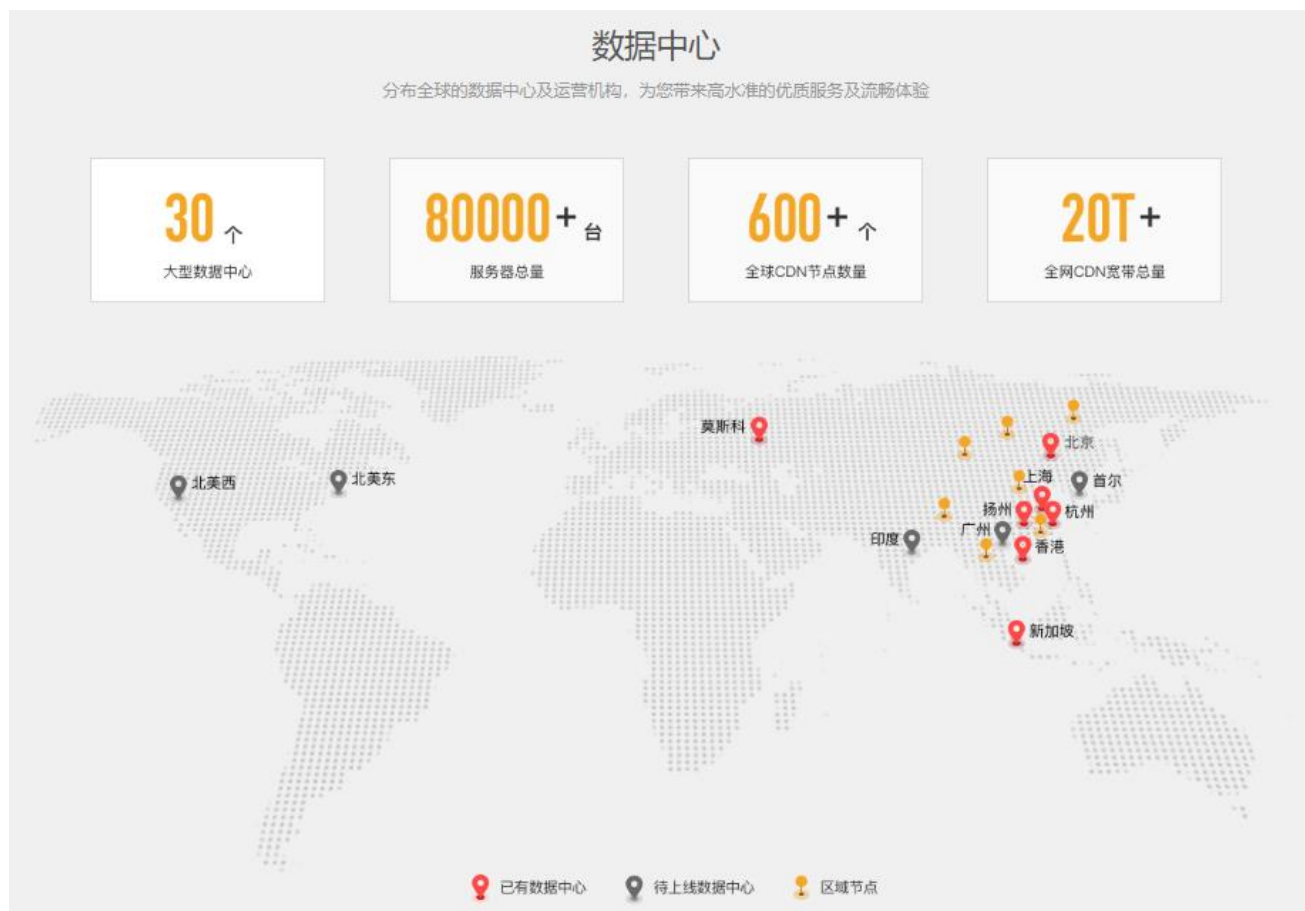 数据中心
分布全球的数据中心及运营机构，为您带来高水准的优质服务及流畅体验
30个
大型数据中心
80000+台
服务器总量
600+个
全球CDN节点数量
20T+
全网CDN宽带总量
莫斯科
北京
北美西
北美东
上海
首尔
扬州
杭州
广州
印度
香港
新加坡
已有数据中心
待上线数据中心
区域节点